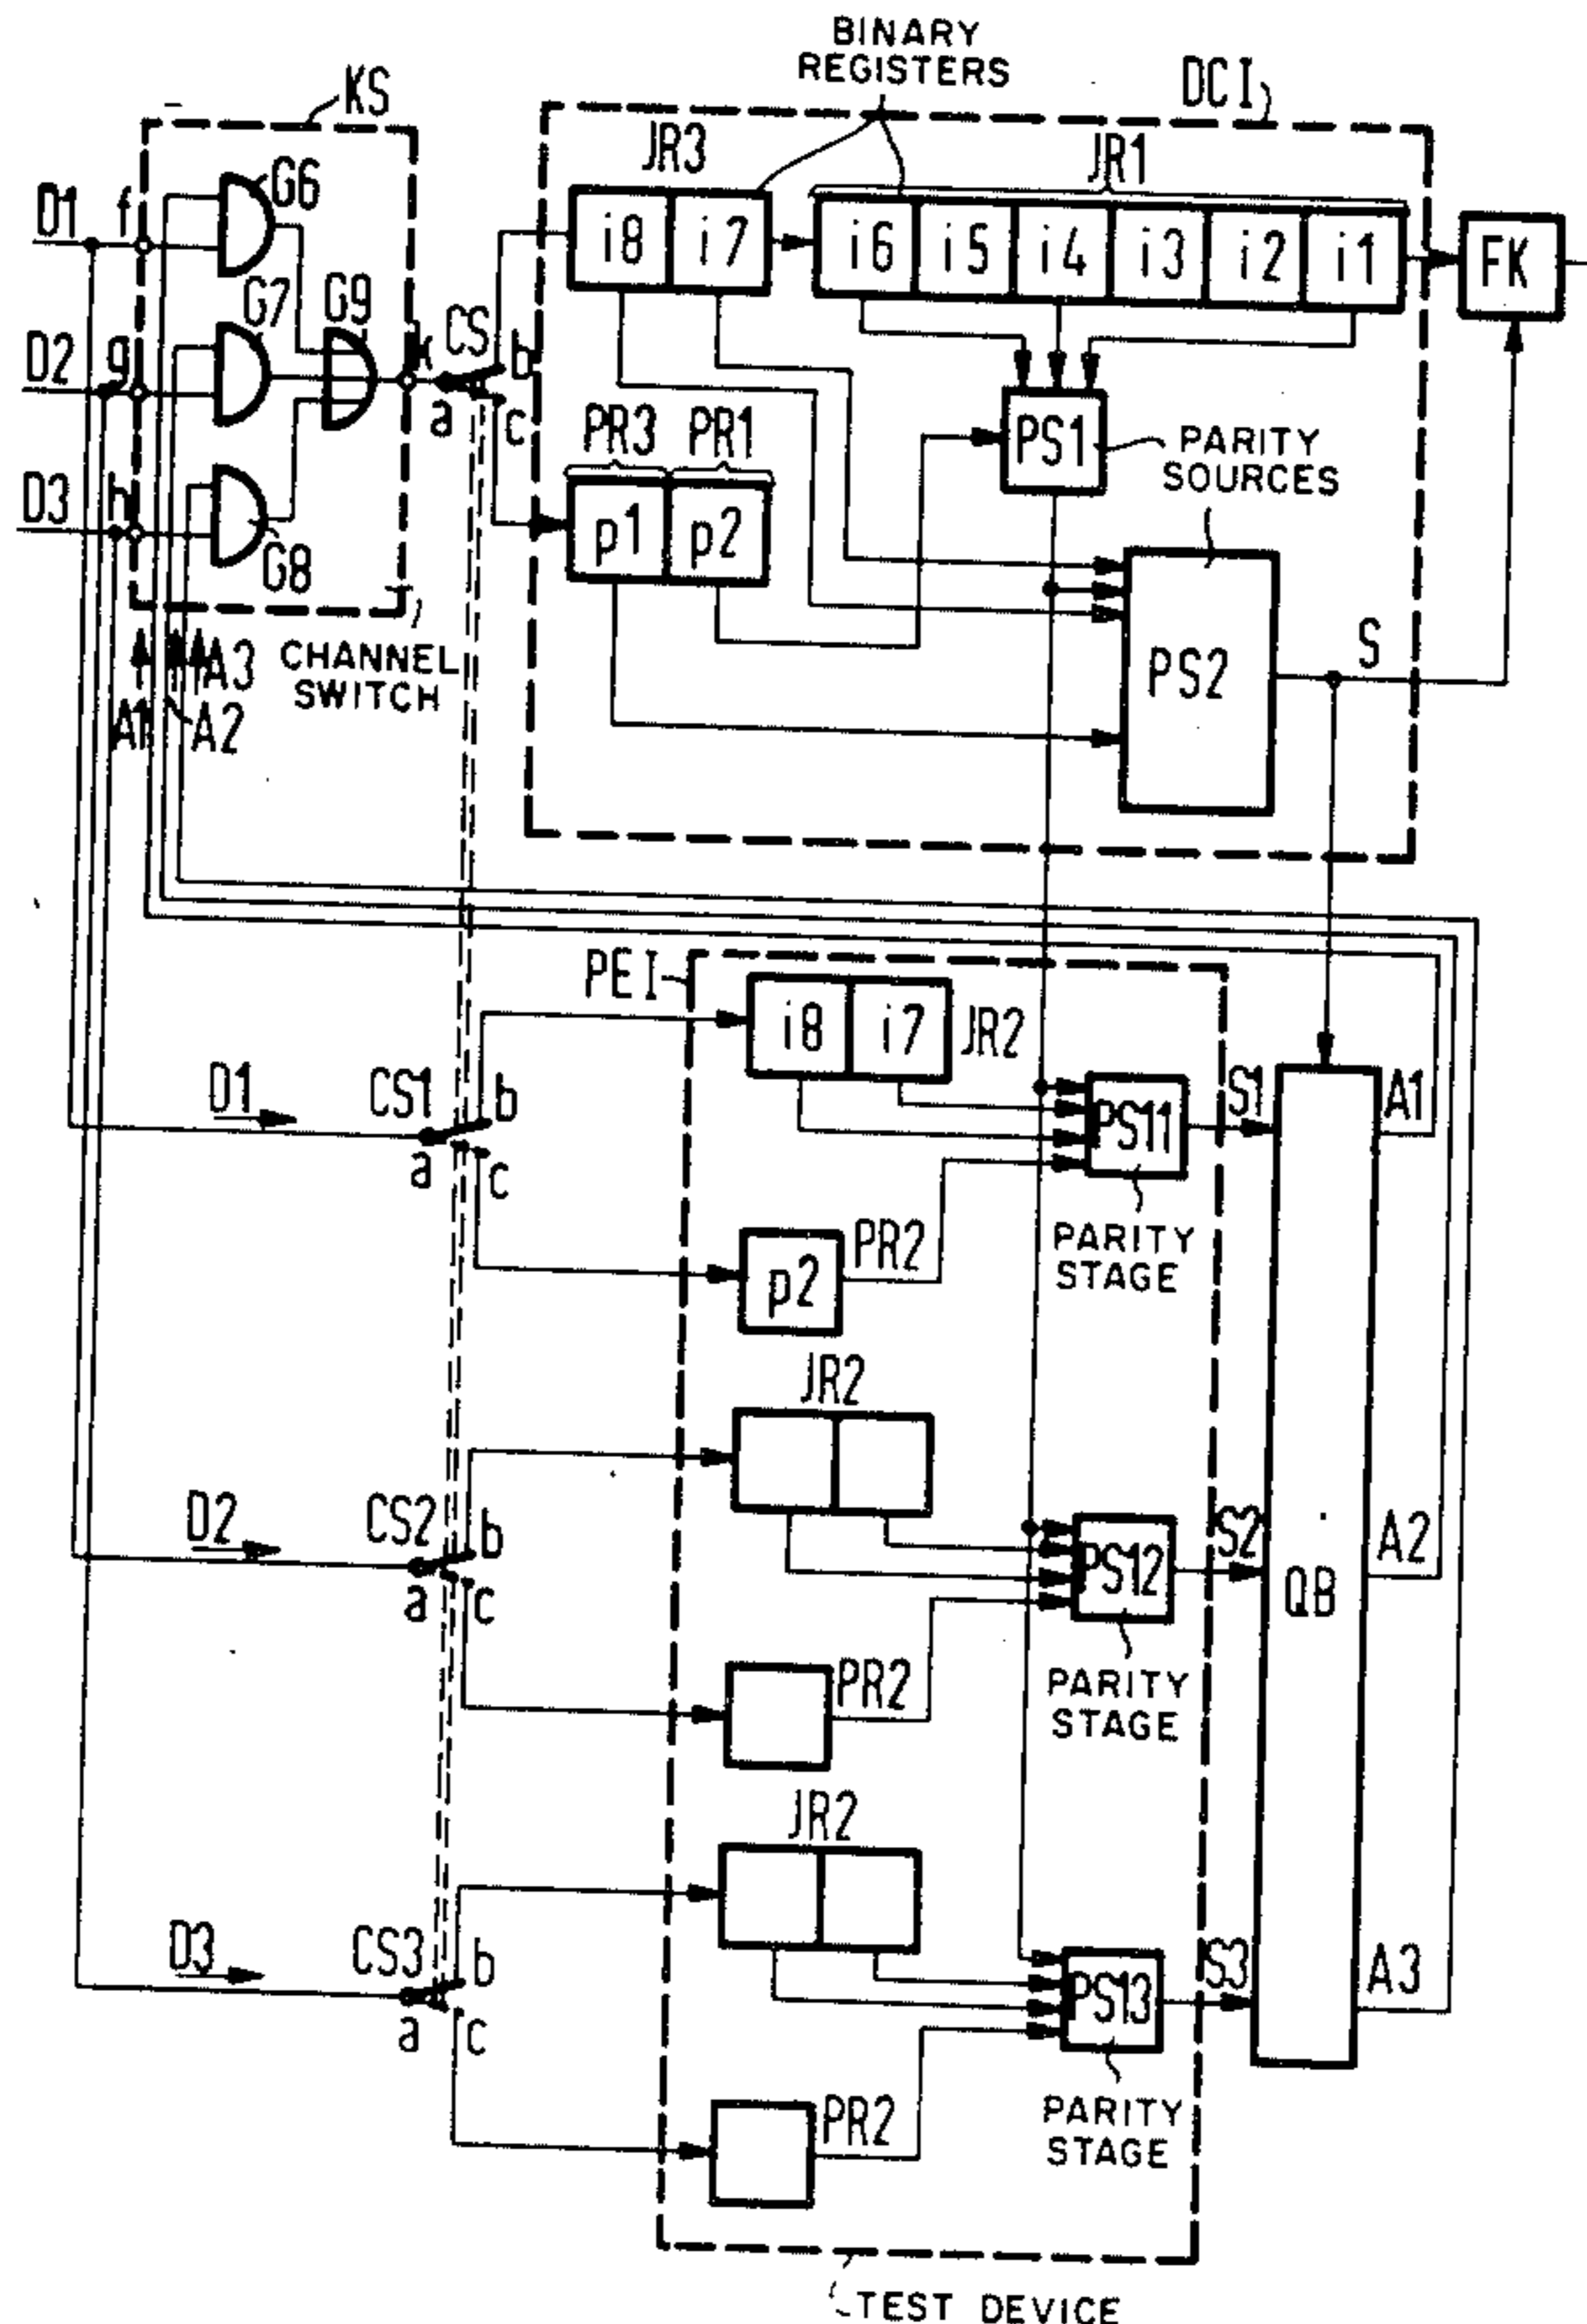 BINARY
REGISTERS
KS
DCI
JR3
JR1
G6
D1
f
i8
i7
i6
i5
i4
i3
i2
i1
FK
G7
G9
k
CS
b
D2
g
a
c
PR3
PR1
PS1
PARITY
SOURCES
D3
h
G8
p1
p2
A3
CHANNEL
SWITCH
A1
A2
PS2
S
PEI
i8
i7
JR2
D1
CS1
b
a
c
PS11
S1
A1
PARITY
STAGE
PR2
p2
JR2
D2
CS2
b
a
c
PS12
S2
A2
QB
PR2
PARITY
STAGE
JR2
D3
CS3
b
a
c
PS13
S3
A3
PR2
PARITY
STAGE
TEST DEVICE